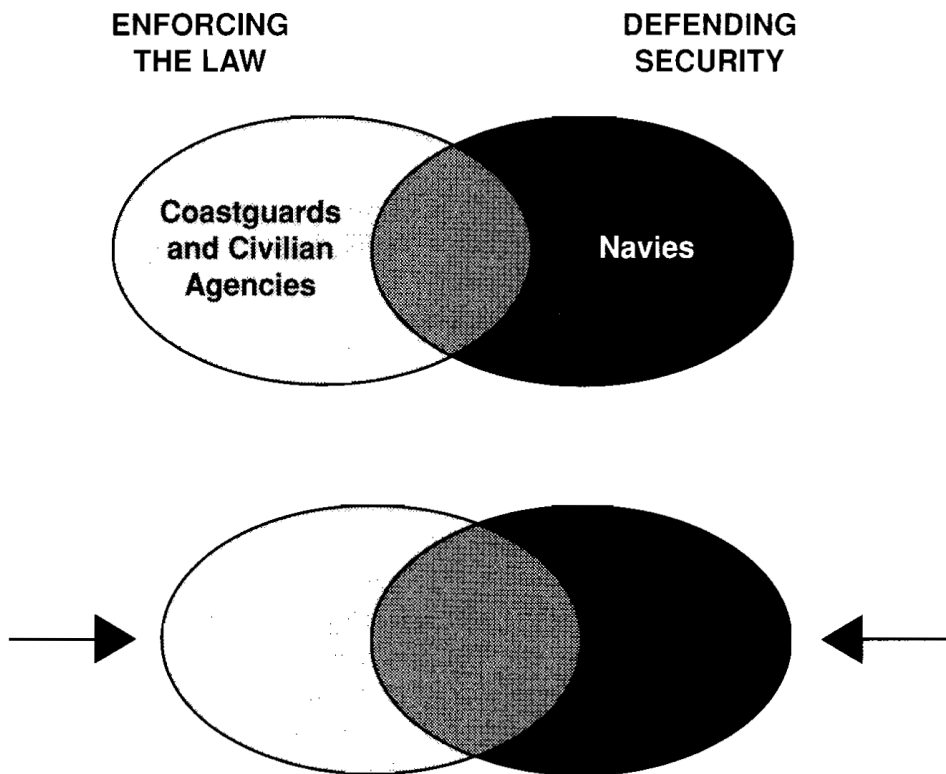 ENFORCING
THE LAW
DEFENDING
SECURITY
Coastguards
and Civilian
Agencies
Navies